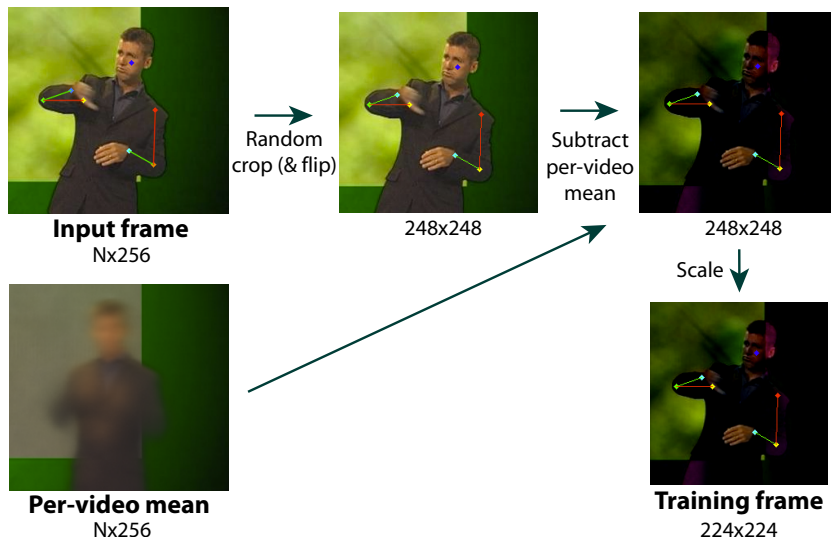 Input frame
Nx256
Random
crop (& flip)
248x248
Subtract
per-video
mean
248x248
Scale
Per-video mean
Nx256
Training frame
224x224